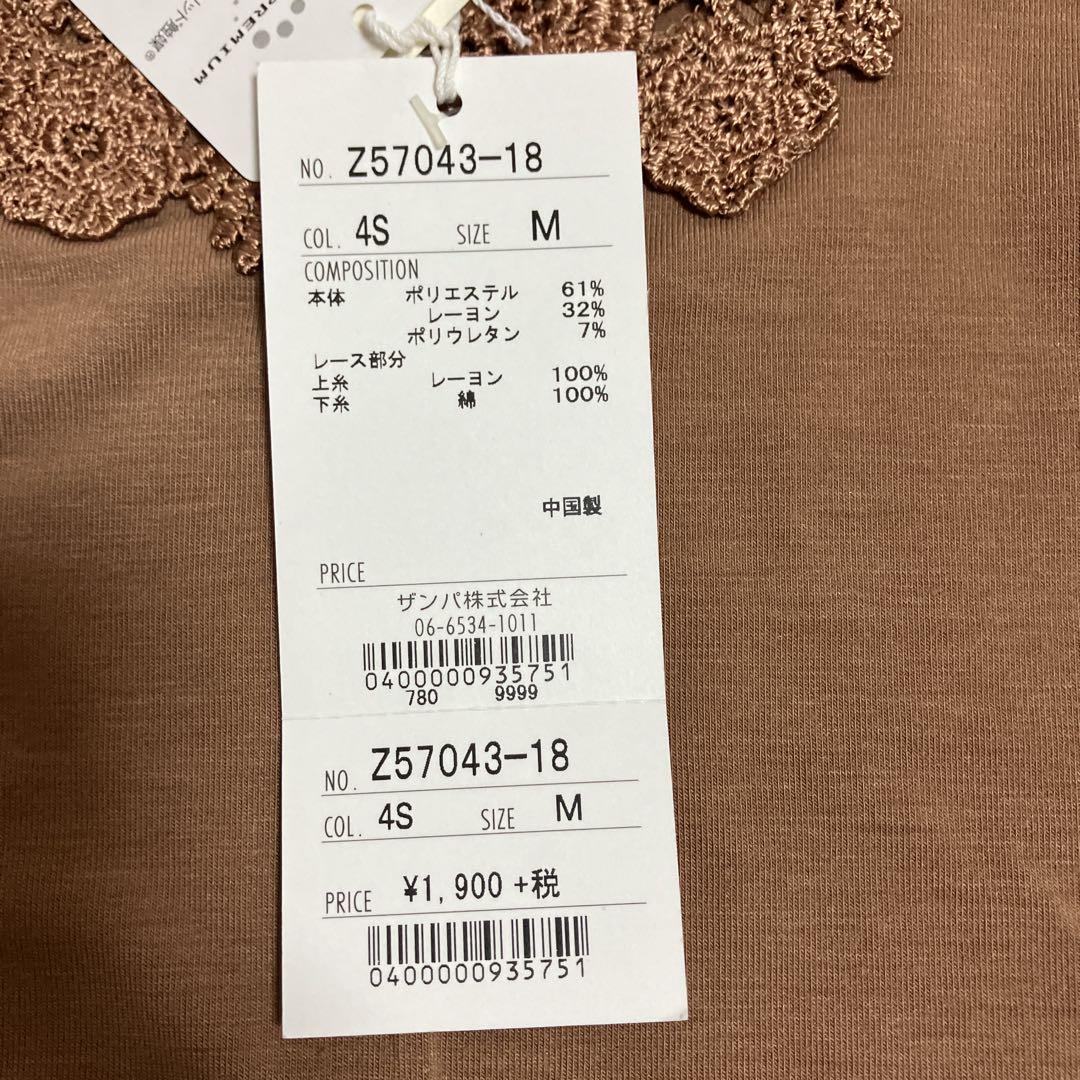 PREMIUM
NO. Z57043-18
COL. 4S SIZE M
COMPOSITION
本体 ポリエステル 61%
レーヨン 32%
ポリウレタン 7%
レース部分
上糸 レーヨン 100%
下糸 綿 100%
中国製
PRICE
ザンパ株式会社
06-6534-1011
0400000935751
780 9999
NO. Z57043-18
COL. 4S SIZE M
PRICE ¥1,900+税
0400000935751